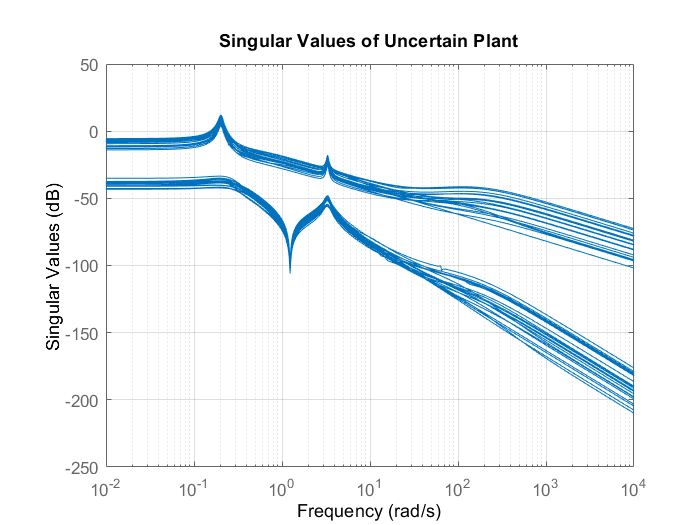 Singular Values of Uncertain Plant
Singular Values (dB)
50
0
-50
-100
-150
-200
-250
10^-2 10^-1 10^0 10^1 10^2 10^3 10^4
Frequency (rad/s)